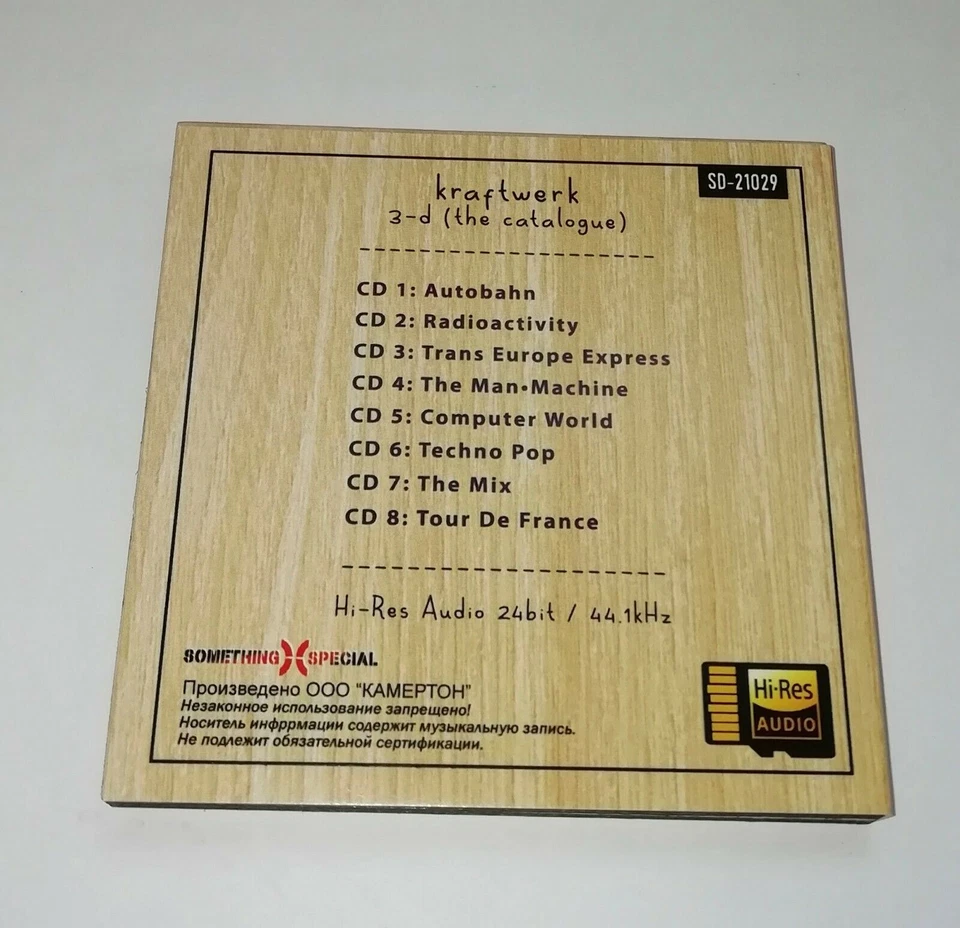 SD-21029
kraftwerk
3-d (the catalogue)
CD 1: Autobahn
CD 2: Radioactivity
CD 3: Trans Europe Express
CD 4: The Man•Machine
CD 5: Computer World
CD 6: Techno Pop
CD 7: The Mix
CD 8: Tour De France
Hi-Res Audio 24bit / 44.1kHz
SOMETHING SPECIAL
Произведено ООО "КАМЕРТОН"
Незаконное использование запрещено!
Носитель инфррмации содержит музыкальную запись.
Не подлежит обязательной сертификации.
Hi-Res
AUDIO